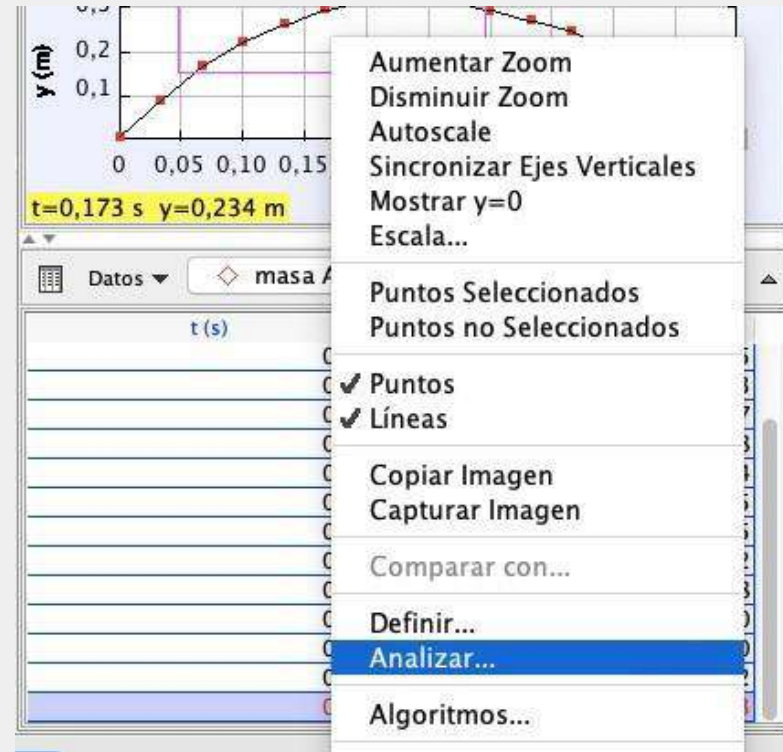 y (m)
0,2
0,1
0 0,05 0,10 0,15
t=0,173 s y=0,234 m
Datos masa A
t (s)
Aumentar Zoom
Disminuir Zoom
Autoscale
Sincronizar Ejes Verticales
Mostrar y=0
Escala...
Puntos Seleccionados
Puntos no Seleccionados
Puntos
Líneas
Copiar Imagen
Capturar Imagen
Comparar con...
Definir...
Analizar...
Algoritmos...